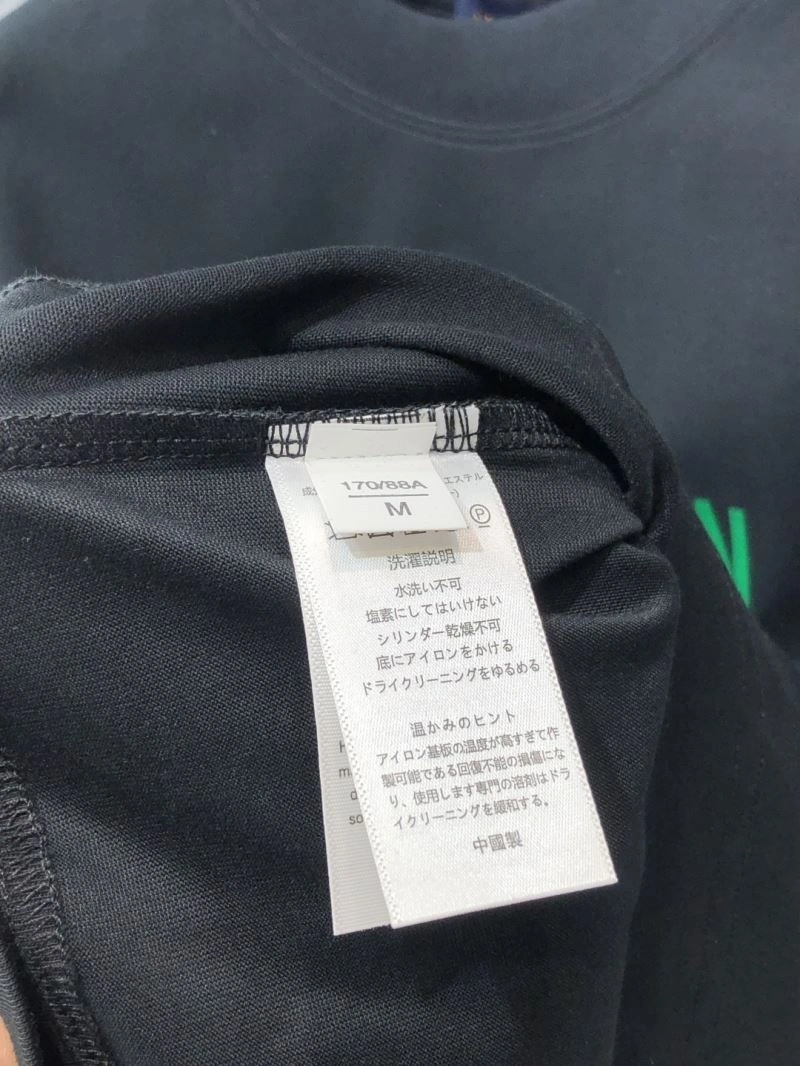 170/88A
M
成
エステル
P
洗濯説明
水洗い不可
塩素にしてはいけない
シリンダー乾燥不可
底にアイロンをかける
ドライクリーニングをゆるめる
温かみのヒント
アイロン基板の温度が高すぎて作
製可能である回復不能の損傷にな
り、使用します専門の溶剤はドラ
イクリーニングを緩和する。
中國製
H
m
d
so
N